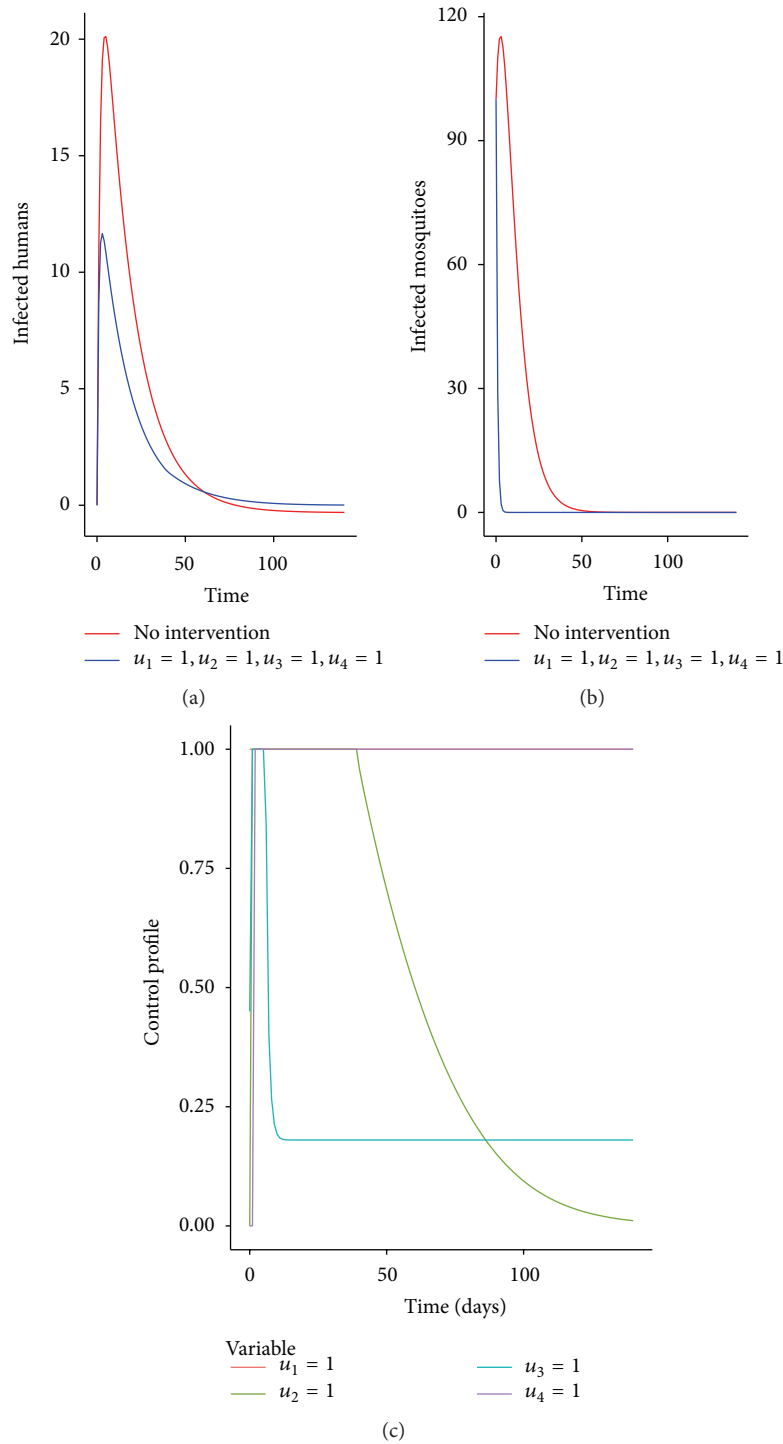 20
15
10
5
0
Infected humans
0 50 100
Time
No intervention
u₁ = 1, u₂ = 1, u₃ = 1, u₄ = 1
(a)
120
90
60
30
0
Infected mosquitoes
0 50 100
Time
No intervention
u₁ = 1, u₂ = 1, u₃ = 1, u₄ = 1
(b)
1.00
0.75
0.50
0.25
0.00
Control profile
0 50 100
Time (days)
Variable
u₁ = 1
u₂ = 1
u₃ = 1
u₄ = 1
(c)